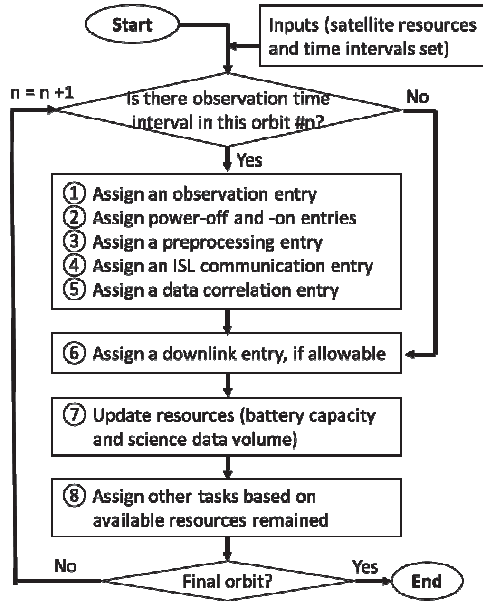 Start
Inputs (satellite resources
and time intervals set)
n = n +1
Is there observation time
interval in this orbit #n?
No
Yes
① Assign an observation entry
② Assign power-off and -on entries
③ Assign a preprocessing entry
④ Assign an ISL communication entry
⑤ Assign a data correlation entry
⑥ Assign a downlink entry, if allowable
⑦ Update resources (battery capacity
and science data volume)
⑧ Assign other tasks based on
available resources remained
No
Final orbit?
Yes
End